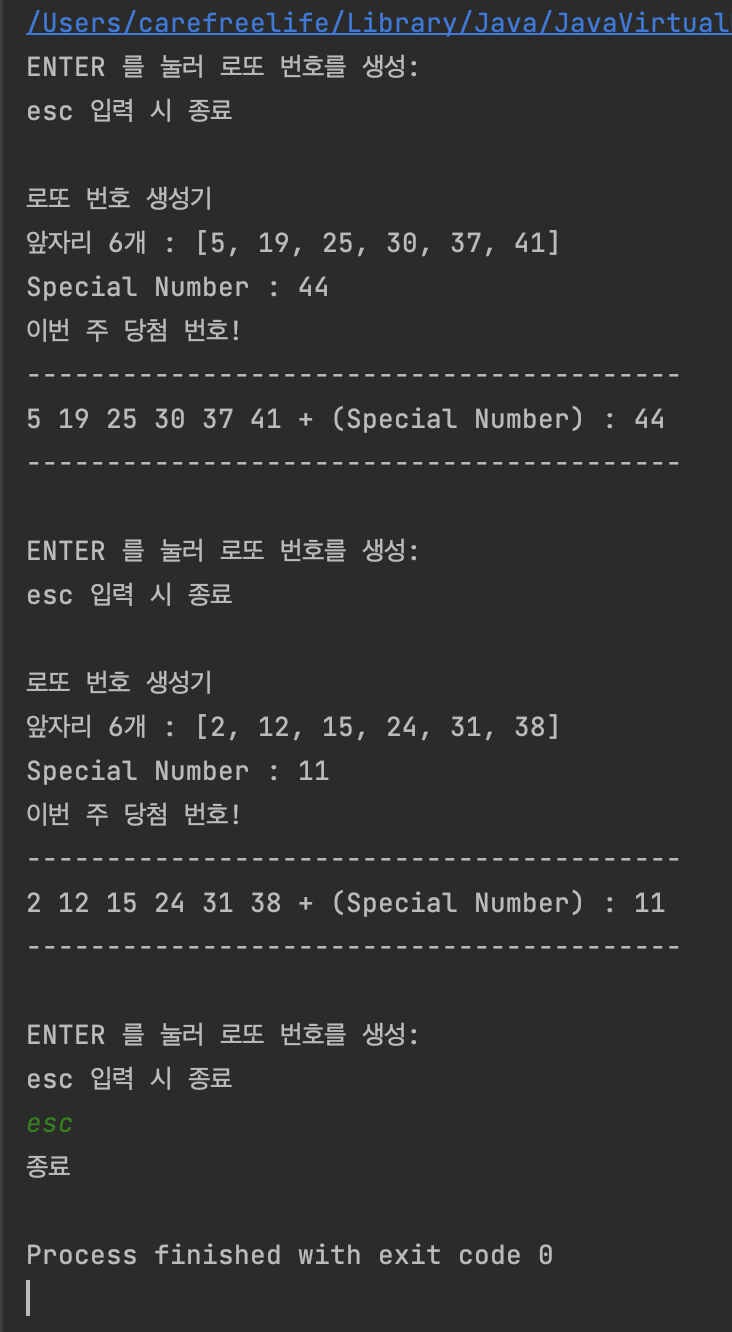 /Users/carefreelife/Library/Java/JavaVirtual
ENTER 를 눌러 로또 번호를 생성:
esc 입력 시 종료
로또 번호 생성기
앞자리 6개 : [5, 19, 25, 30, 37, 41]
Special Number : 44
이번 주 당첨 번호!
-----------------------------------------
5 19 25 30 37 41 + (Special Number) : 44
-----------------------------------------
ENTER 를 눌러 로또 번호를 생성:
esc 입력 시 종료
로또 번호 생성기
앞자리 6개 : [2, 12, 15, 24, 31, 38]
Special Number : 11
이번 주 당첨 번호!
-----------------------------------------
2 12 15 24 31 38 + (Special Number) : 11
-----------------------------------------
ENTER 를 눌러 로또 번호를 생성:
esc 입력 시 종료
esc
종료
Process finished with exit code 0